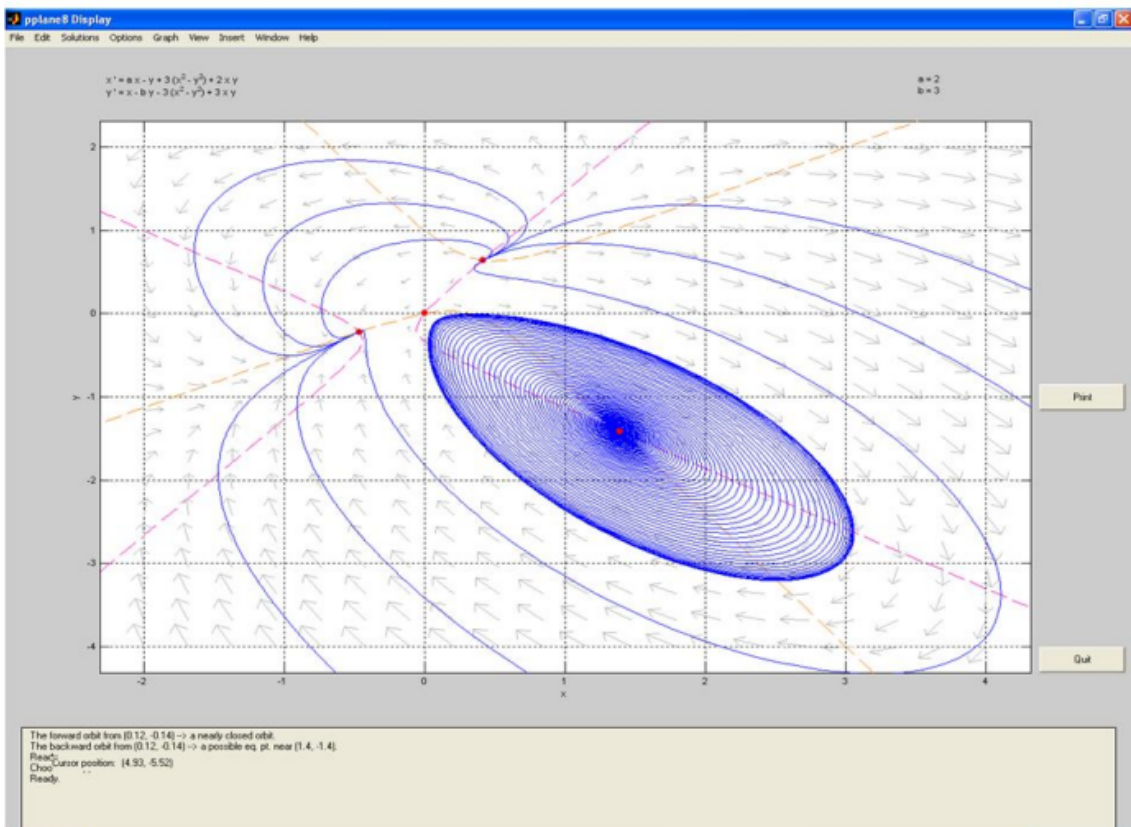 pplane8 Display
File Edit Solutions Options Graph View Insert Window Help
x ' = a x - y + 3 (x² - y²) + 2 x y
y ' = x - b y - 3 (x² - y²) + 3 x y
a = 2
b = 3
2
1
0
-1
-2
-3
-4
y
-2 -1 0 1 2 3 4
x
Print
Quit
The forward orbit from (0.12, -0.14) --> a nearly closed orbit.
The backward orbit from (0.12, -0.14) --> a possible eq. pt. near (1.4, -1.4).
Ready.
Choo
Cursor position: (4.93, -5.52)
Ready.